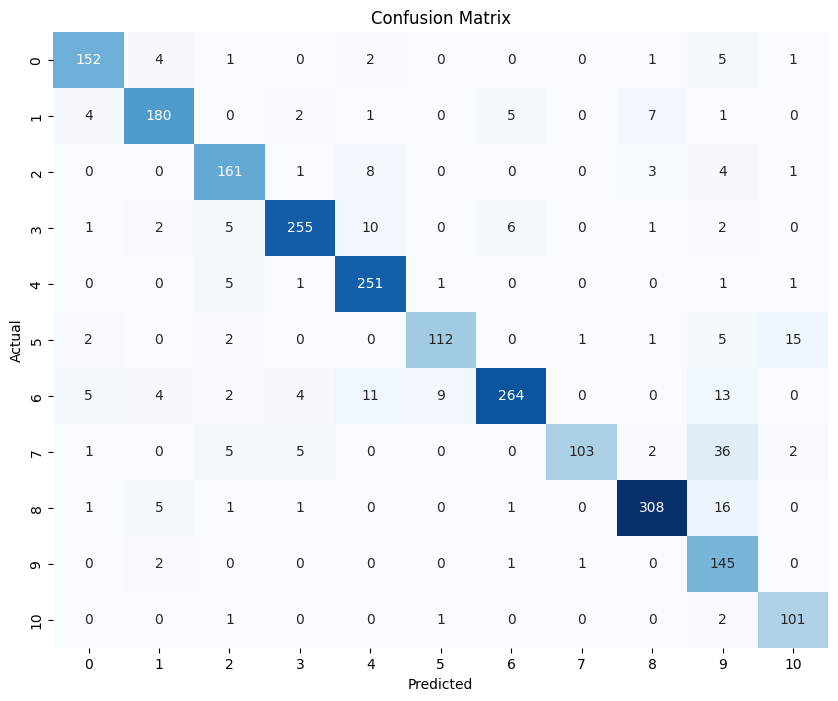 Confusion Matrix
0 152 4 1 0 2 0 0 0 1 5 1
1 4 180 0 2 1 0 5 0 7 1 0
2 0 0 161 1 8 0 0 0 3 4 1
3 1 2 5 255 10 0 6 0 1 2 0
4 0 0 5 1 251 1 0 0 0 1 1
Actual
5 2 0 2 0 0 112 0 1 1 5 15
6 5 4 2 4 11 9 264 0 0 13 0
7 1 0 5 5 0 0 0 103 2 36 2
8 1 5 1 1 0 0 1 0 308 16 0
9 0 2 0 0 0 0 1 1 0 145 0
10 0 0 1 0 0 1 0 0 0 2 101
0 1 2 3 4 5 6 7 8 9 10
Predicted